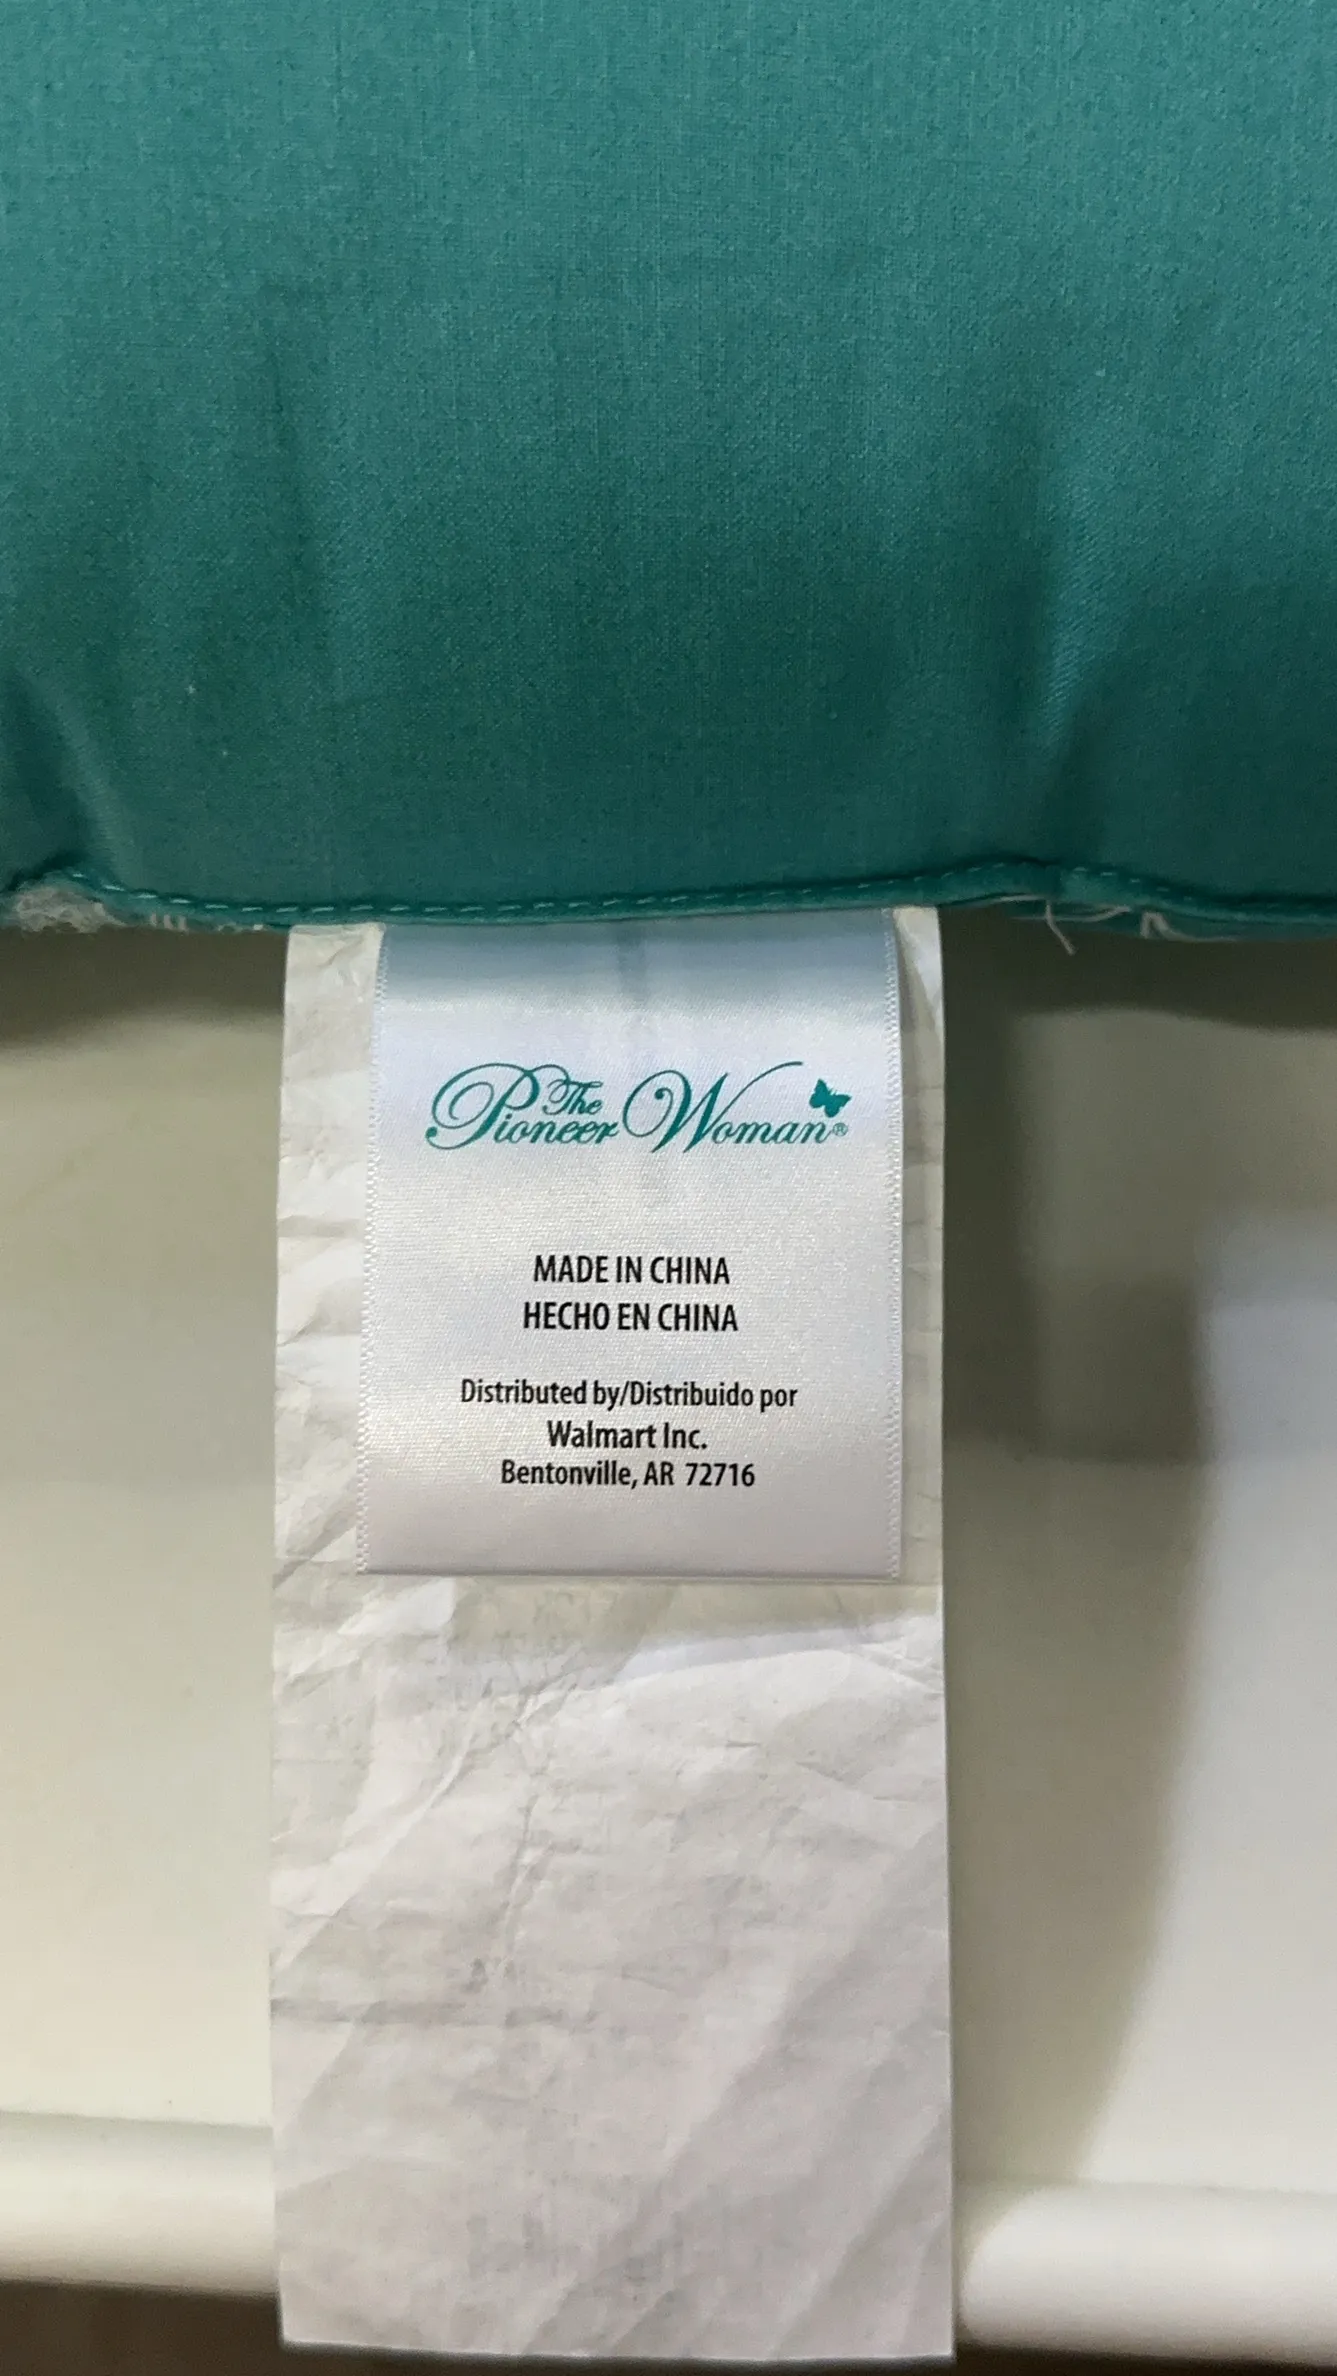 The Pioneer Woman®
MADE IN CHINA
HECHO EN CHINA
Distributed by/Distribuido por
Walmart Inc.
Bentonville, AR 72716